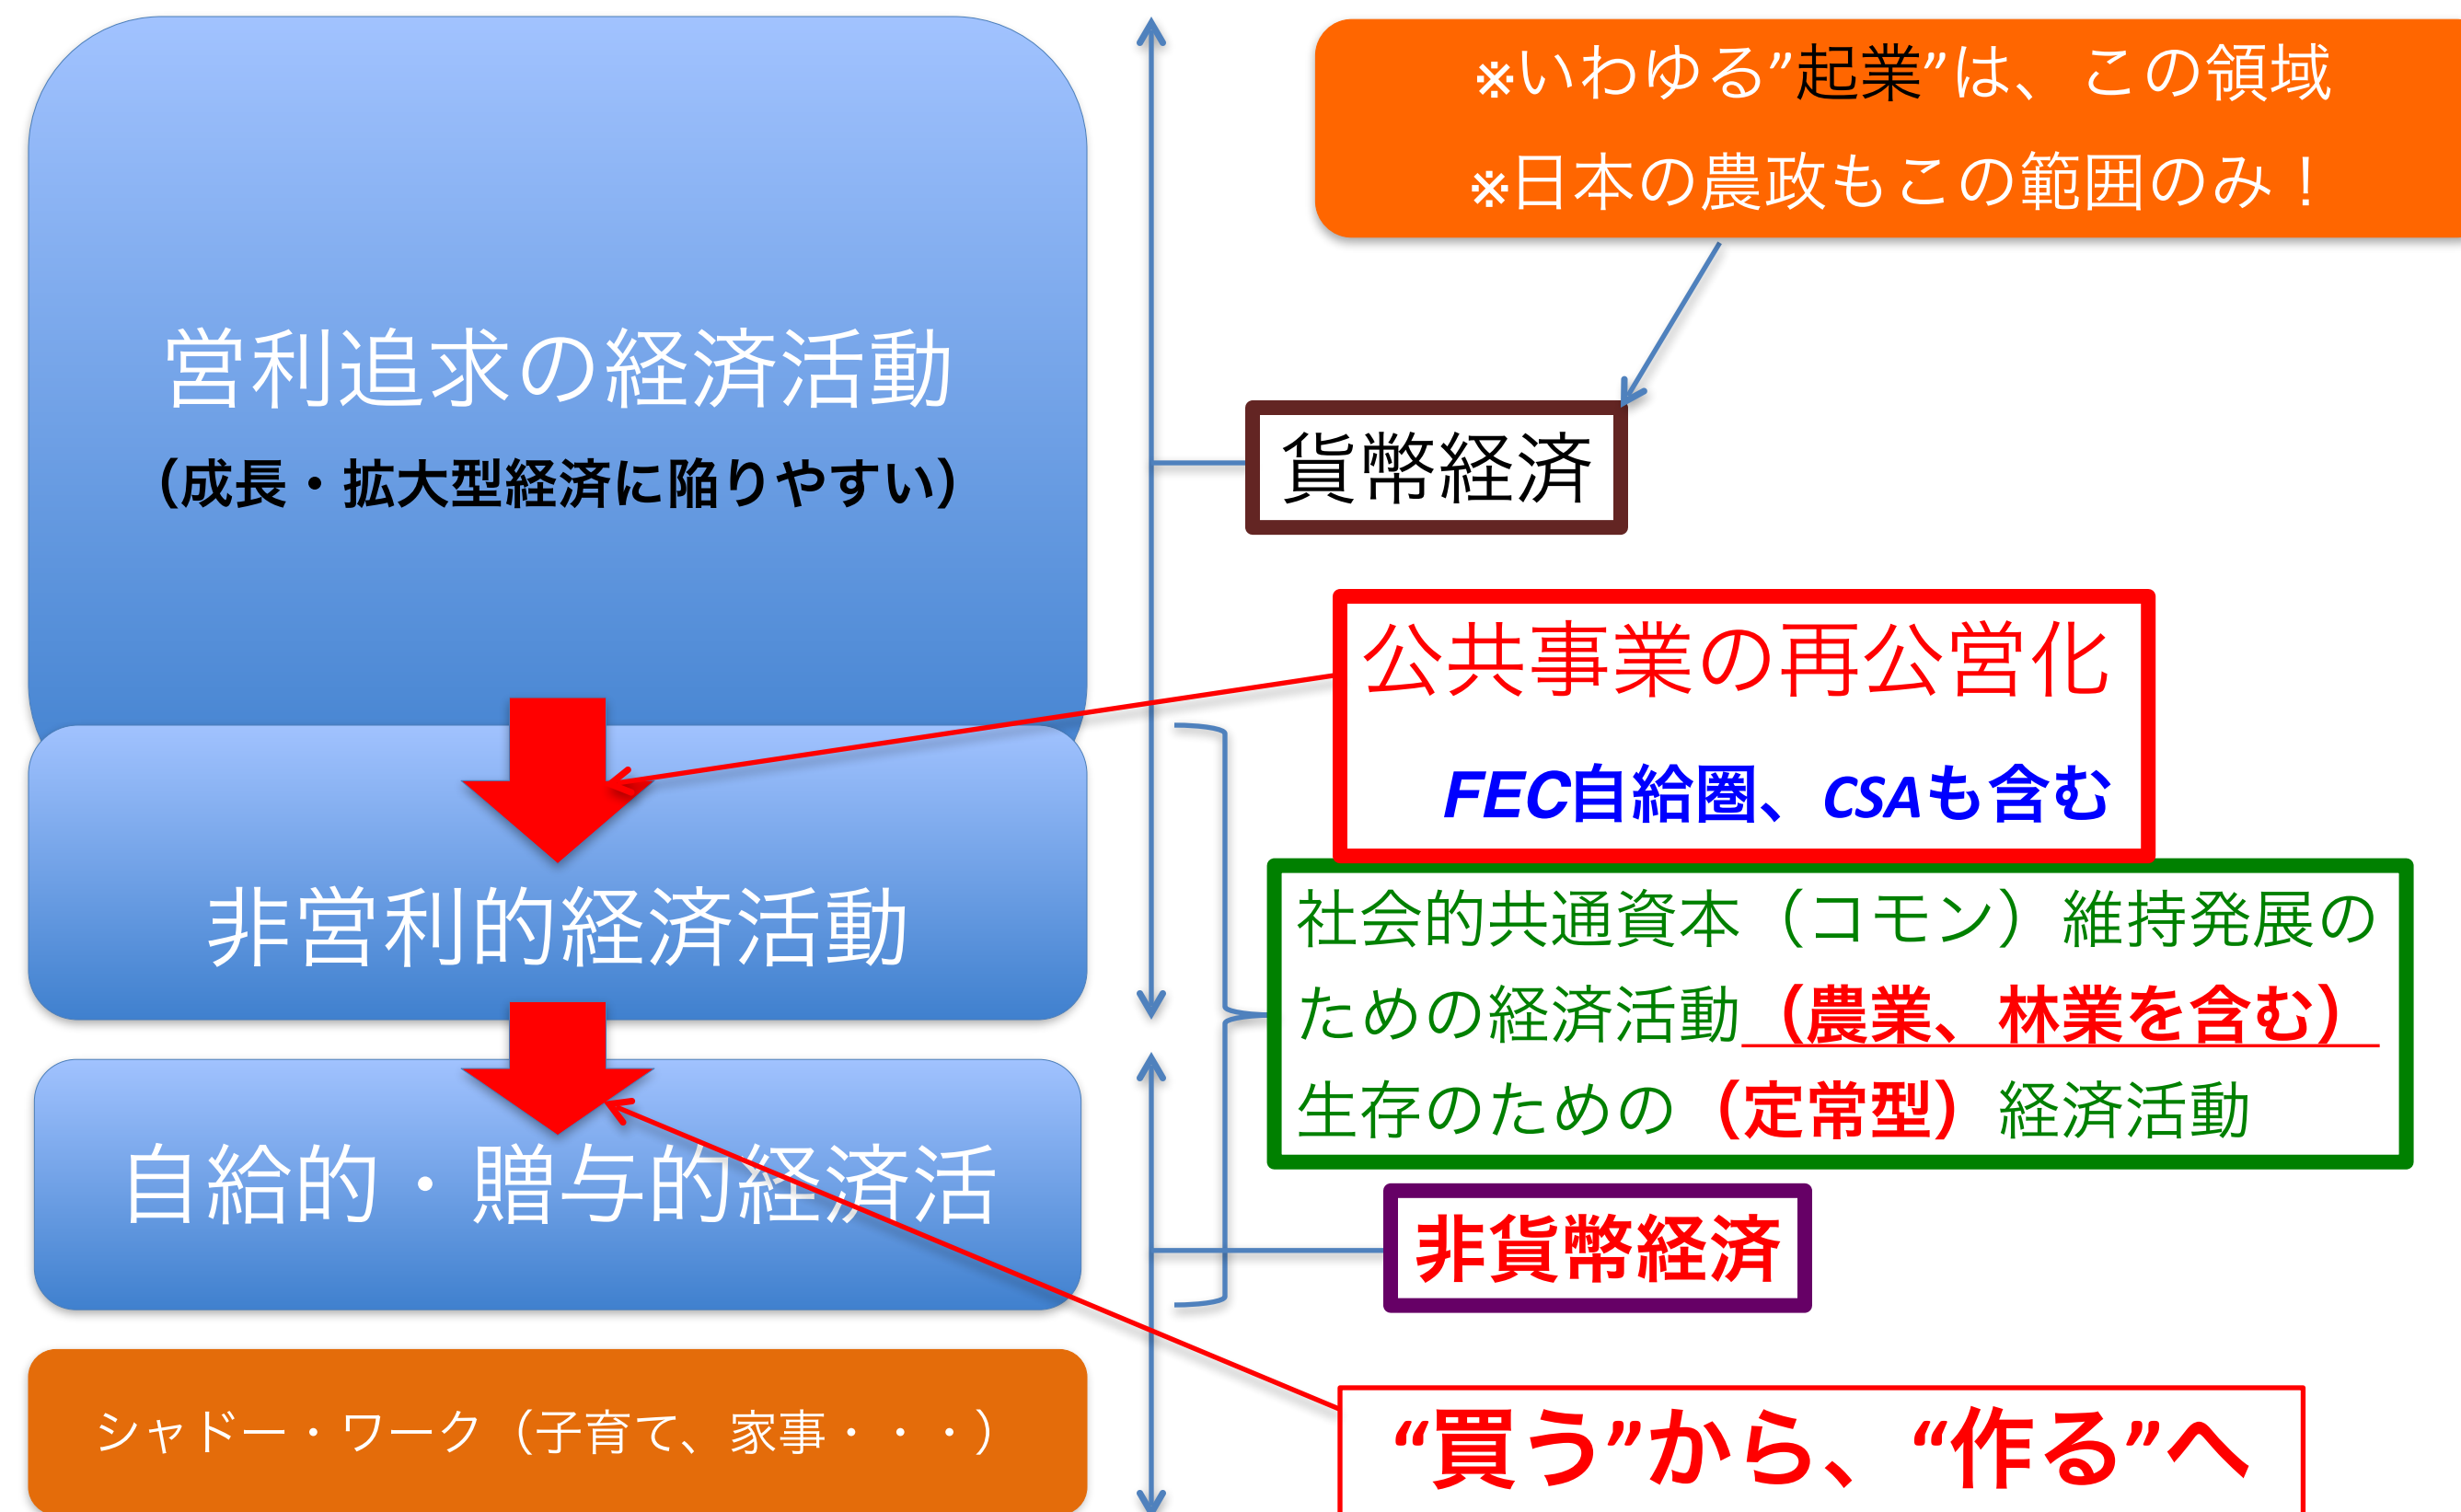 ※いわゆる”起業”は、この領域
※日本の農政もこの範囲のみ！
営利追求の経済活動
（成長・拡大型経済に陥りやすい）
貨幣経済
公共事業の再公営化
FEC自給圏、CSAも含む
非営利的経済活動
社会的共通資本（コモン）維持発展の
ための経済活動（農業、林業を含む）
生存のための（定常型）経済活動
自給的・贈与的経済活
非貨幣経済
シャドー・ワーク（子育て、家事・・・）
“買う”から、“作る”へ